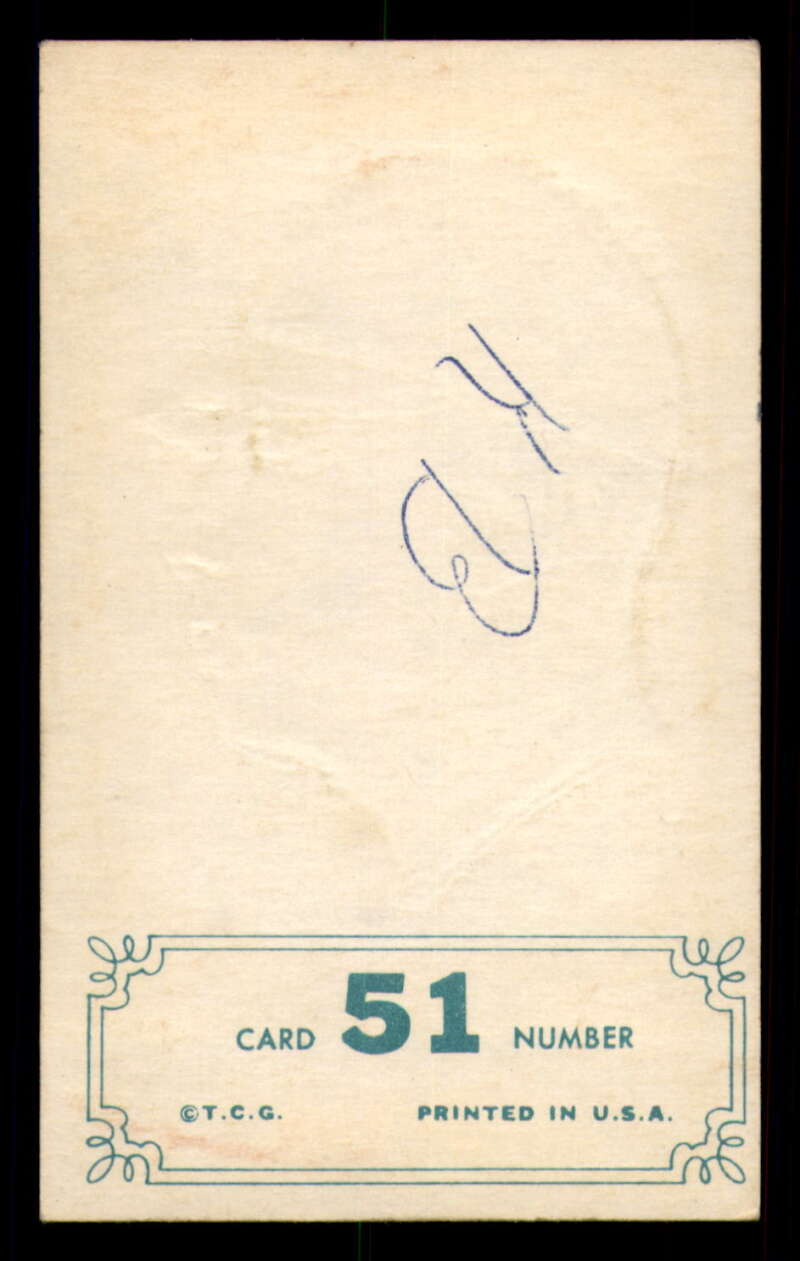 CARD 51 NUMBER
©T.C.G. PRINTED IN U.S.A.